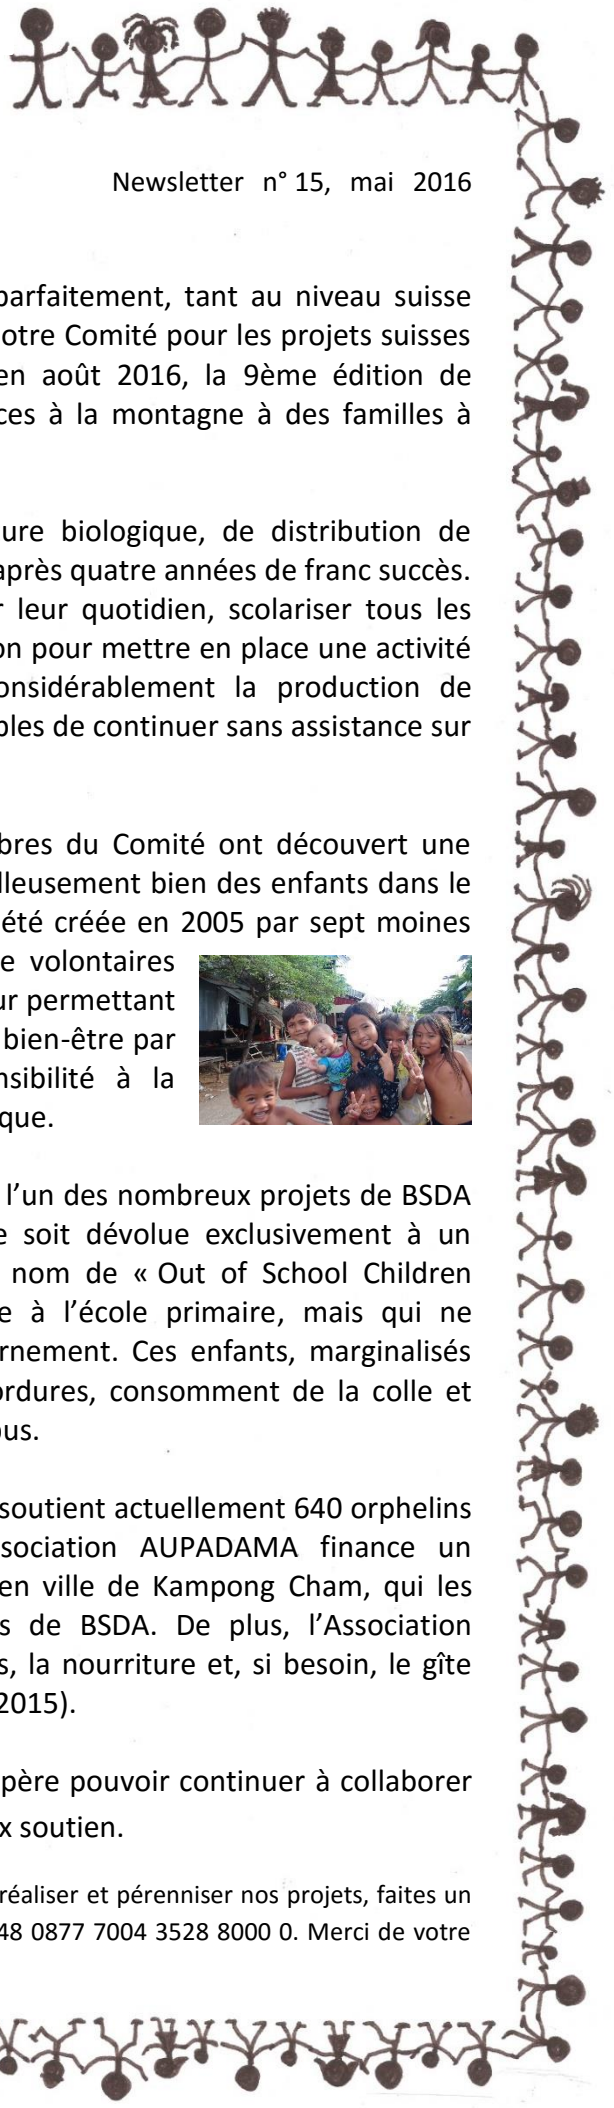 Newsletter n° 15, mai 2016
parfaitement, tant au niveau suisse
otre Comité pour les projets suisses
en août 2016, la 9ème édition de
ces à la montagne à des familles à
ure biologique, de distribution de
après quatre années de franc succès.
r leur quotidien, scolariser tous les
on pour mettre en place une activité
onsidérablement la production de
bles de continuer sans assistance sur
bres du Comité ont découvert une
lleusement bien des enfants dans le
été créée en 2005 par sept moines
e volontaires
ur permettant
bien-être par
nsibilité à la
que.
l'un des nombreux projets de BSDA
e soit dévolue exclusivement à un
nom de « Out of School Children
e à l'école primaire, mais qui ne
rnement. Ces enfants, marginalisés
ordures, consomment de la colle et
ous.
soutient actuellement 640 orphelins
ssociation AUPADAMA finance un
en ville de Kampong Cham, qui les
s de BSDA. De plus, l'Association
s, la nourriture et, si besoin, le gîte
2015).
père pouvoir continuer à collaborer
x soutien.
réaliser et pérenniser nos projets, faites un
48 0877 7004 3528 8000 0. Merci de votre